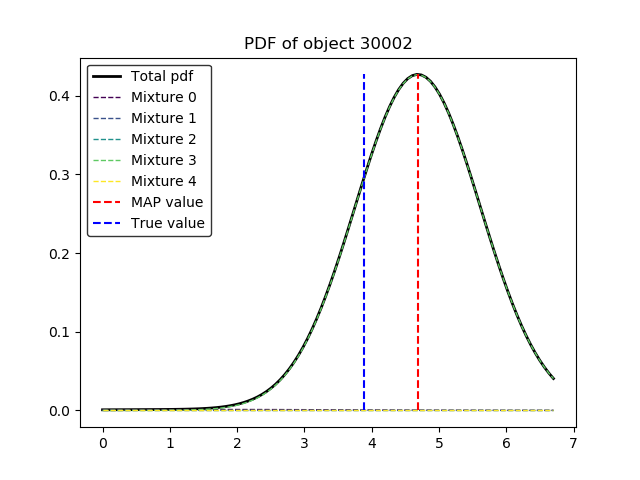 PDF of object 30002
Total pdf
Mixture 0
Mixture 1
Mixture 2
Mixture 3
Mixture 4
MAP value
True value
0.4
0.3
0.2
0.1
0.0
0 1 2 3 4 5 6 7